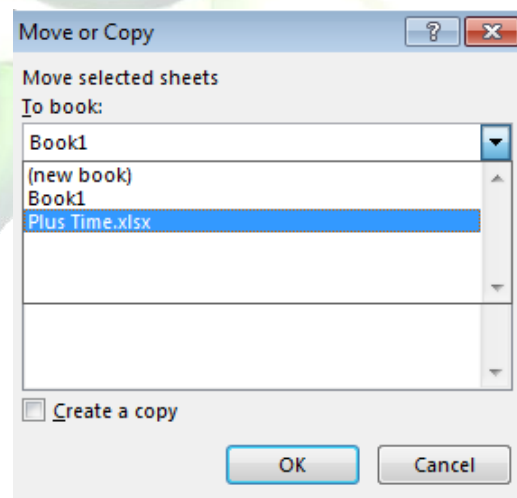 Move or Copy
Move selected sheets
To book:
Book1
(new book)
Book1
Plus Time.xlsx
Create a copy
OK Cancel